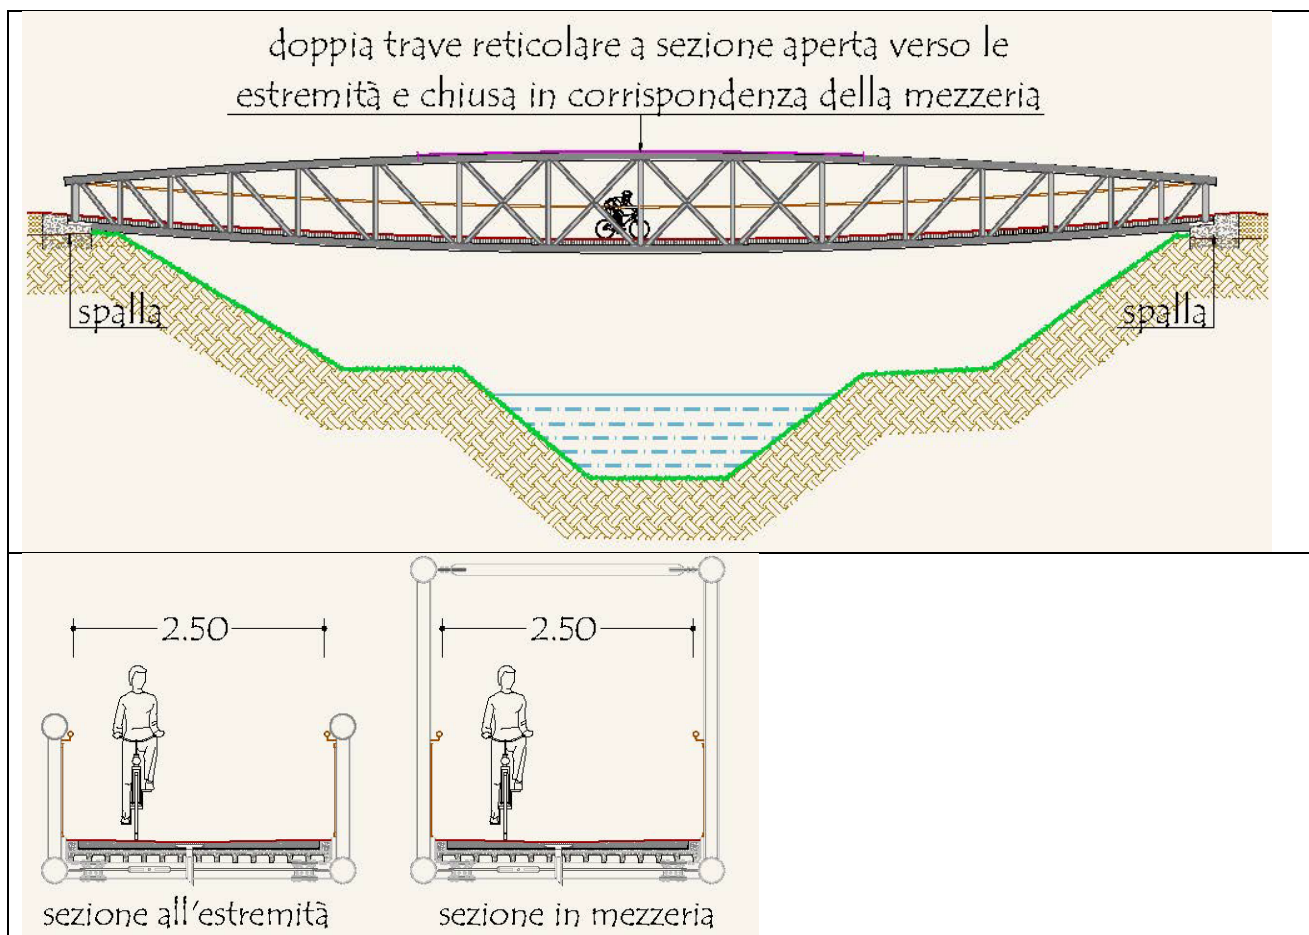 doppia trave reticolare a sezione aperta verso le
estremità e chiusa in corrispondenza della mezzeria
spalla
spalla
2.50
2.50
sezione all'estremità
sezione in mezzeria